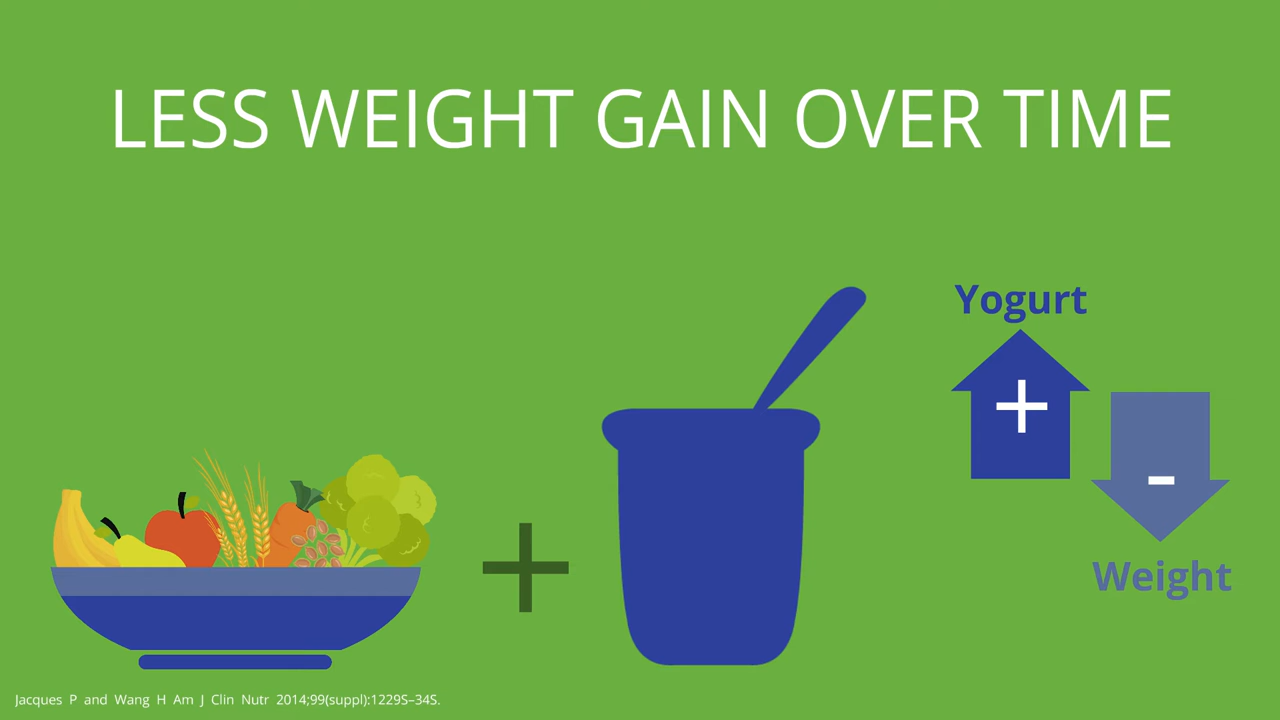 LESS WEIGHT GAIN OVER TIME
Yogurt
+
-
Weight
+
Jacques P and Wang H Am J Clin Nutr 2014;99(suppl):1229S–34S.